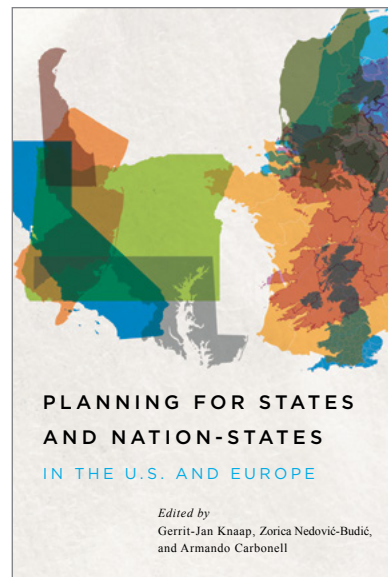 PLANNING FOR STATES
AND NATION-STATES
IN THE U.S. AND EUROPE
Edited by
Gerrit-Jan Knaap, Zorica Nedović-Budić,
and Armando Carbonell